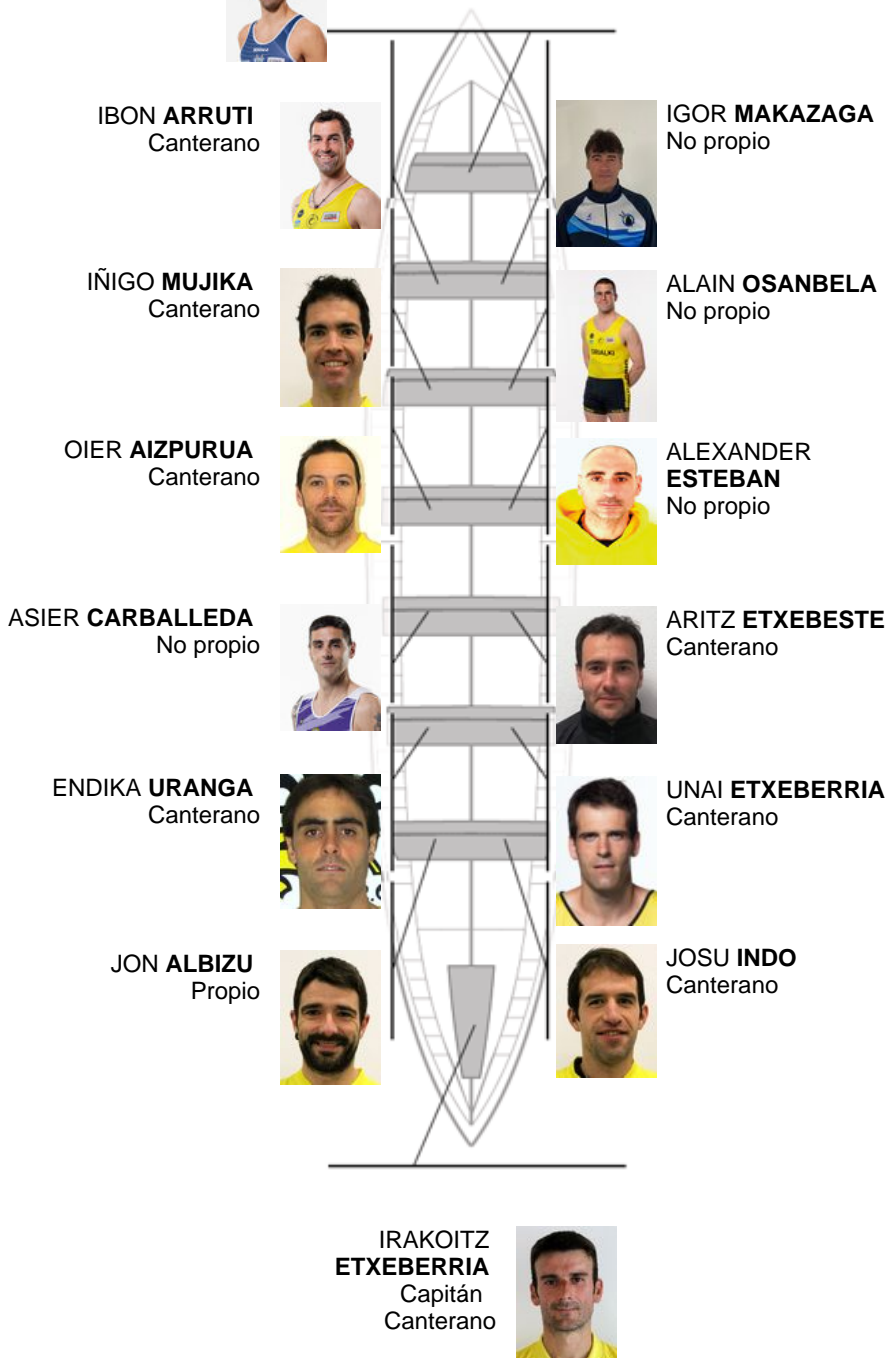 IBON ARRUTI
Canterano
IGOR MAKAZAGA
No propio
IÑIGO MUJIKA
Canterano
ALAIN OSANBELA
No propio
OIER AIZPURUA
Canterano
ALEXANDER
ESTEBAN
No propio
ASIER CARBALLEDA
No propio
ARITZ ETXEBESTE
Canterano
ENDIKA URANGA
Canterano
UNAI ETXEBERRIA
Canterano
JON ALBIZU
Propio
JOSU INDO
Canterano
IRAKOITZ
ETXEBERRIA
Capitán
Canterano